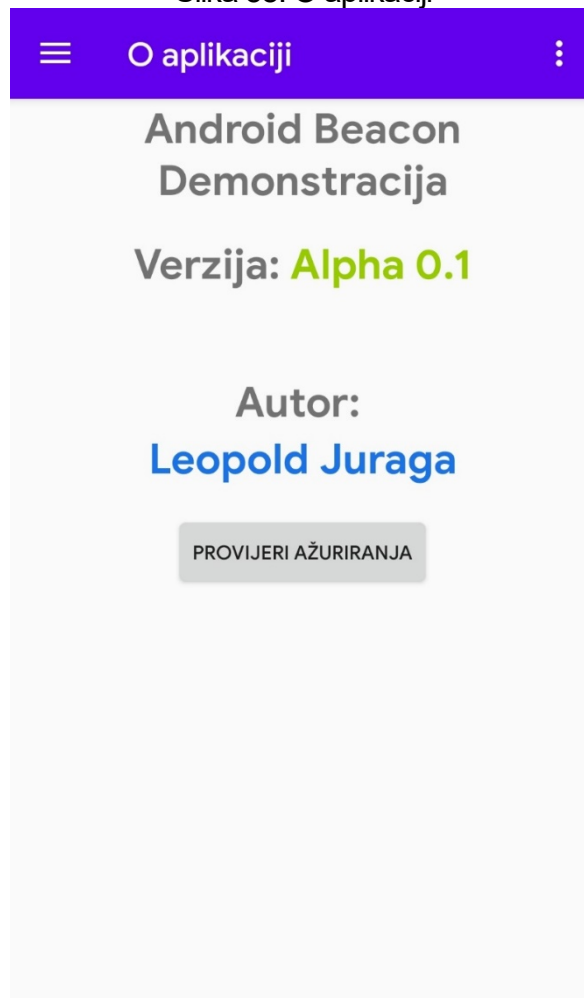 O aplikaciji
Android Beacon
Demonstracija
Verzija: Alpha 0.1
Autor:
Leopold Juraga
PROVIJERI AŽURIRANJA